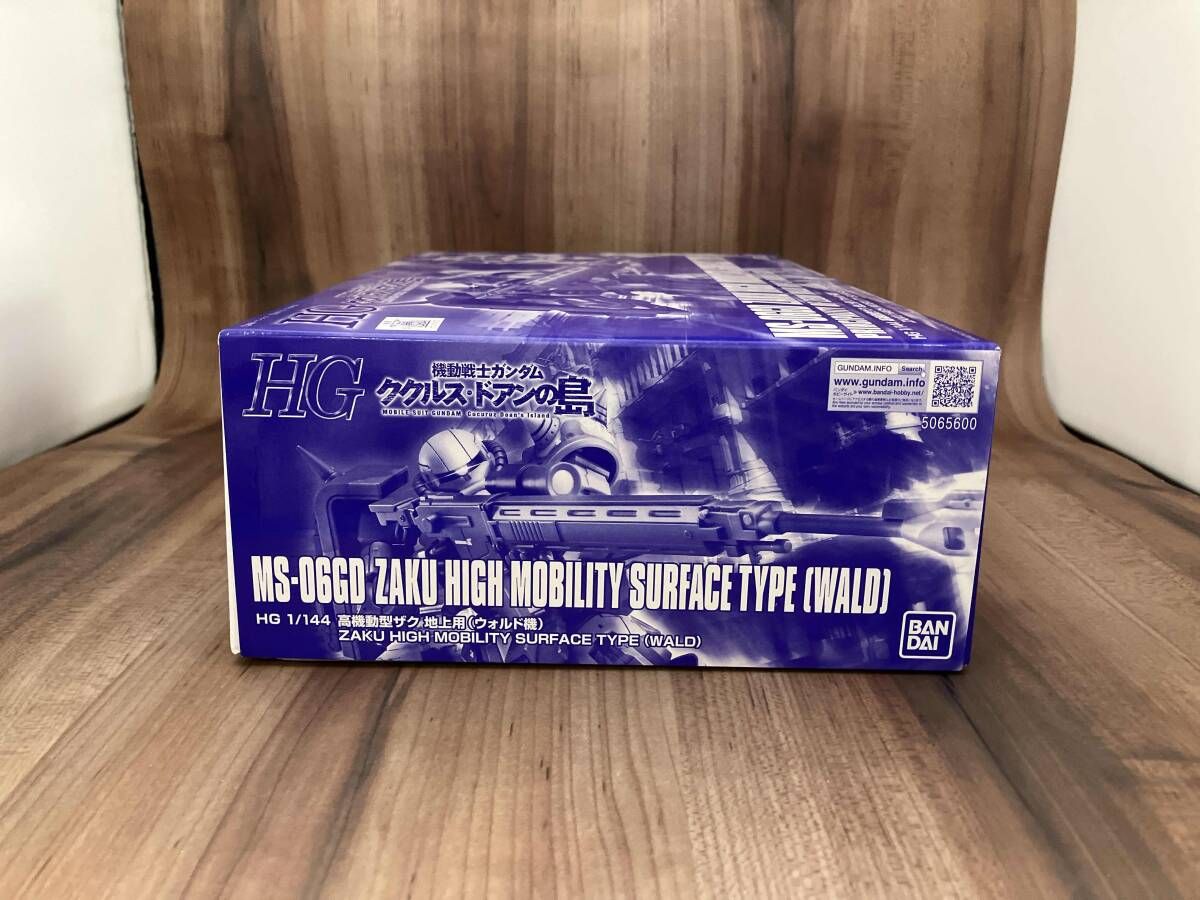 HG
機動戦士ガンダム
ククルス・ドアンの島
MOBILE SUIT GUNDAM Cucuruz Doan's Island
GUNDAM.INFO Search
www.gundam.info
www.bandai-hobby.net/
5065600
MS-06GD ZAKU HIGH MOBILITY SURFACE TYPE (WALD)
HG 1/144 高機動型ザク 地上用(ウォルド機)
ZAKU HIGH MOBILITY SURFACE TYPE (WALD)
BAN
DAI